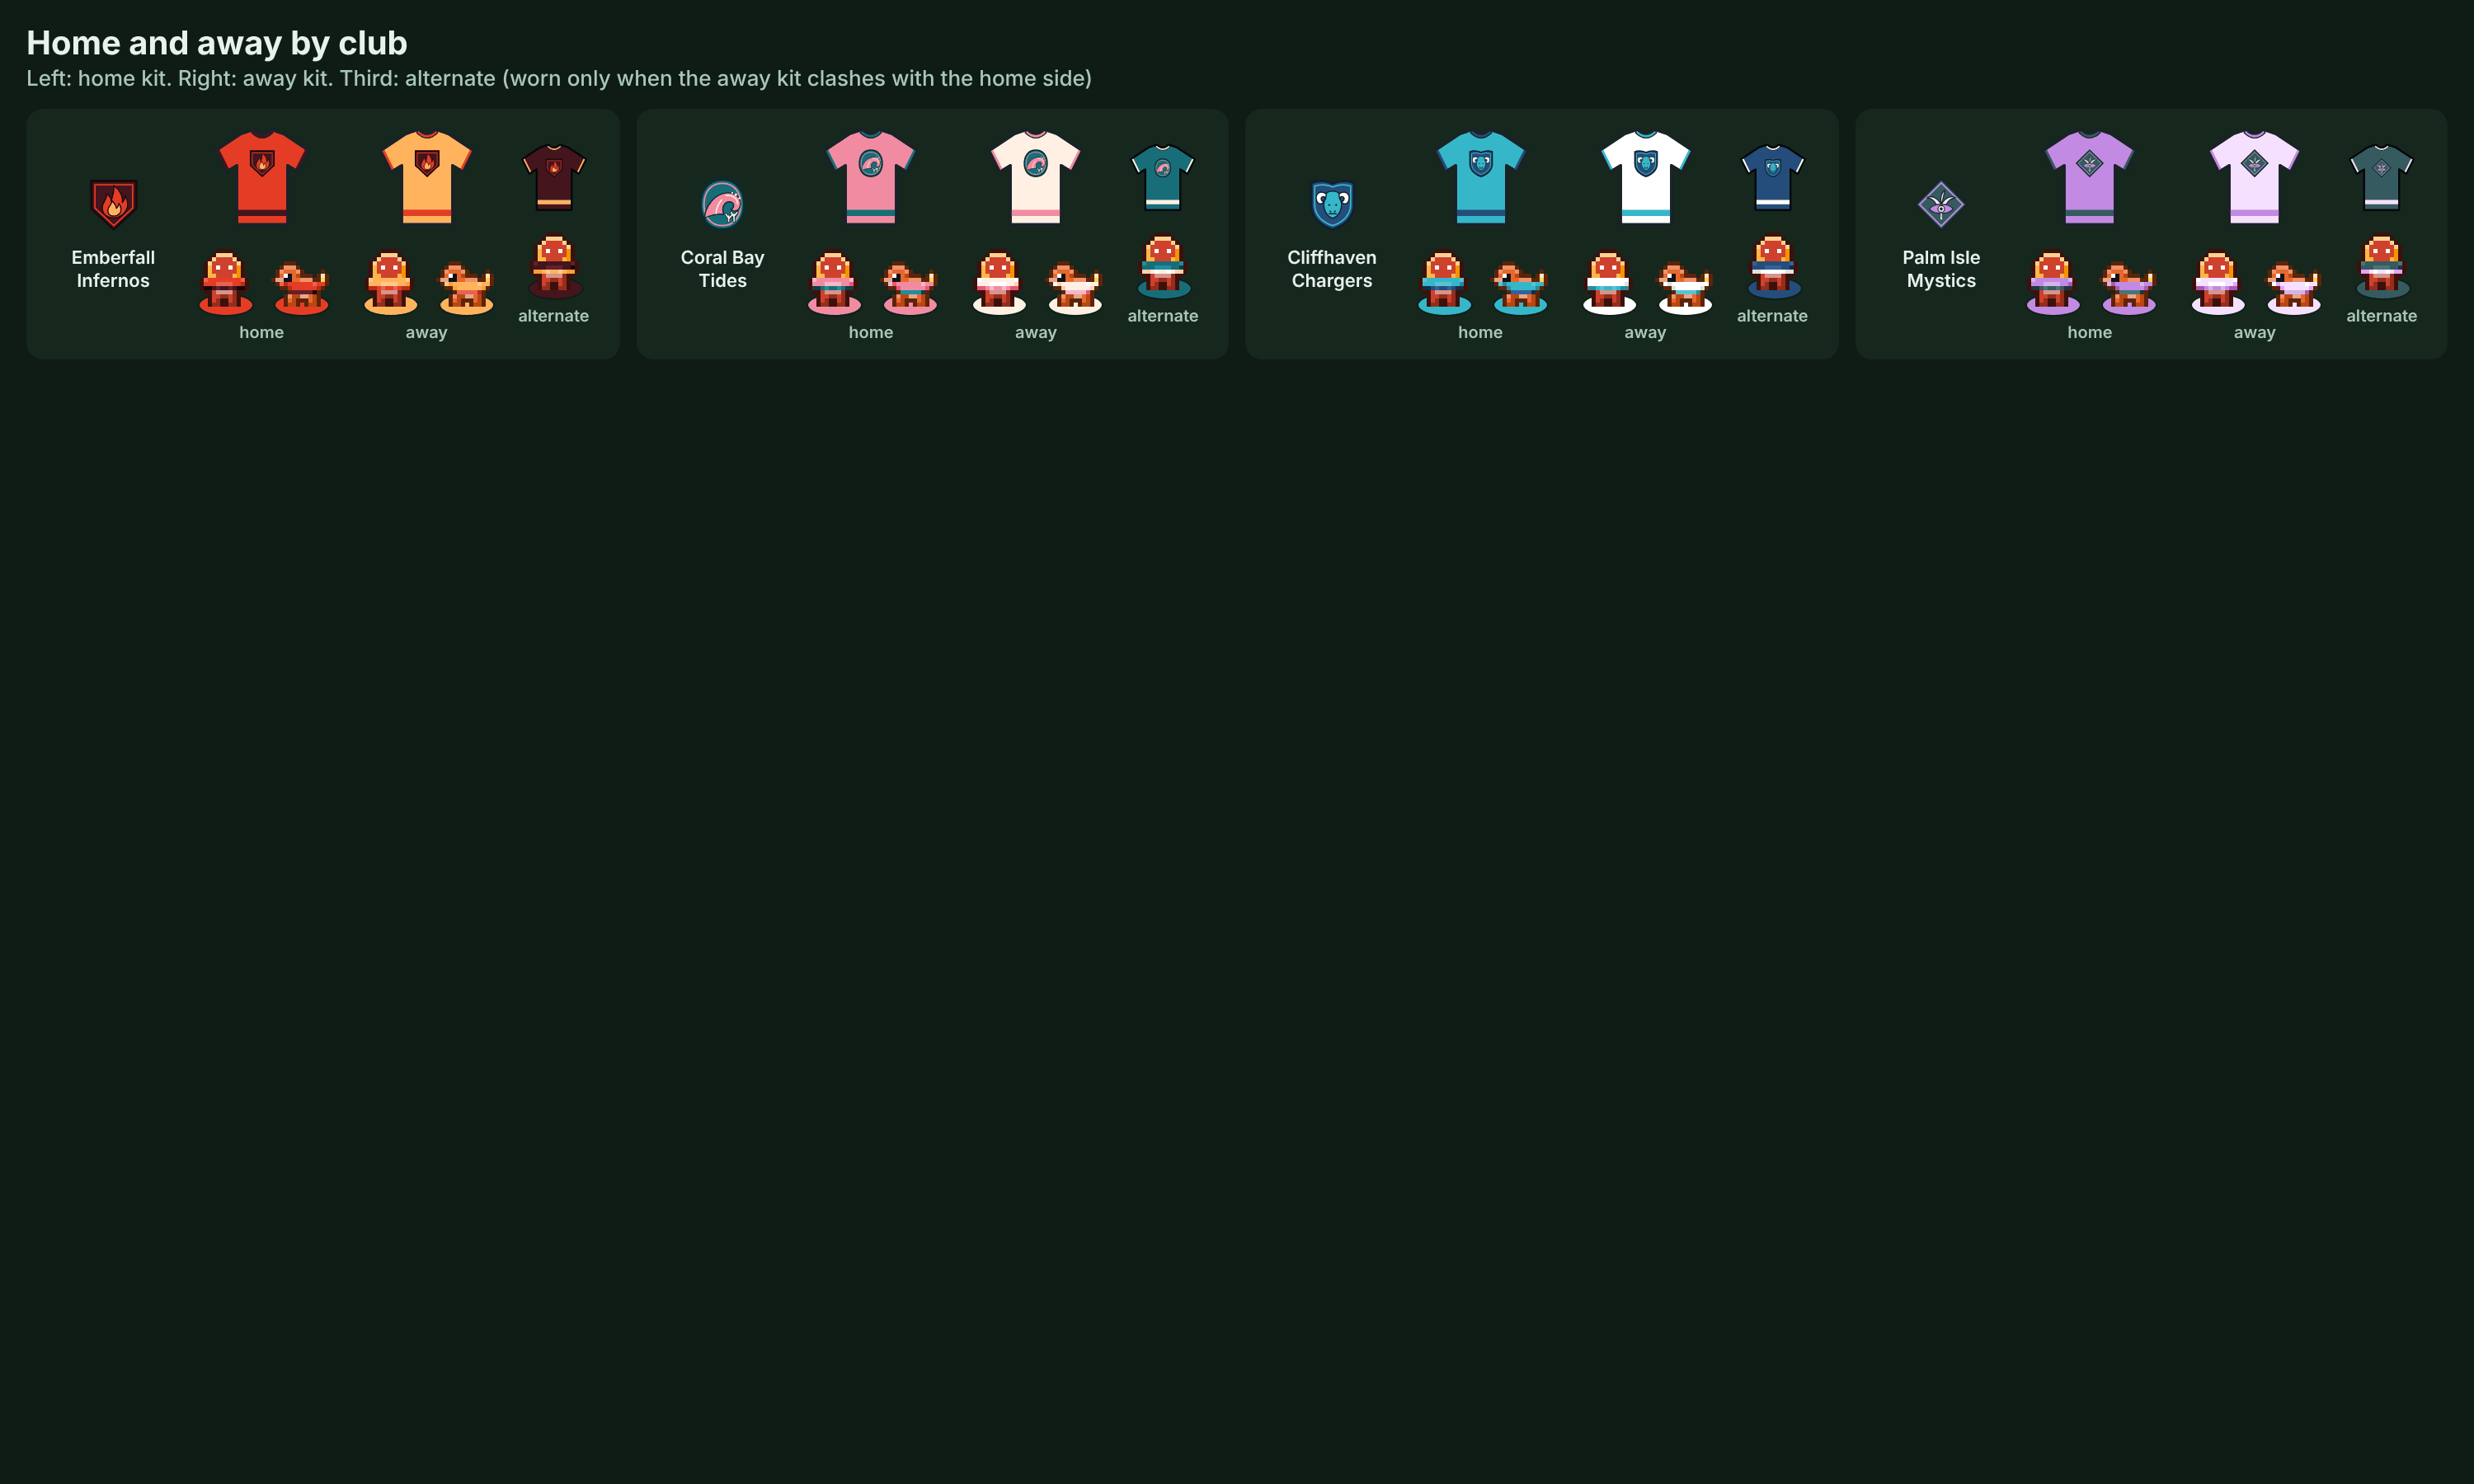 Home and away by club
Left: home kit. Right: away kit. Third: alternate (worn only when the away kit clashes with the home side)
Emberfall
Infernos
home
away
alternate
Coral Bay
Tides
home
away
alternate
Cliffhaven
Chargers
home
away
alternate
Palm Isle
Mystics
home
away
alternate